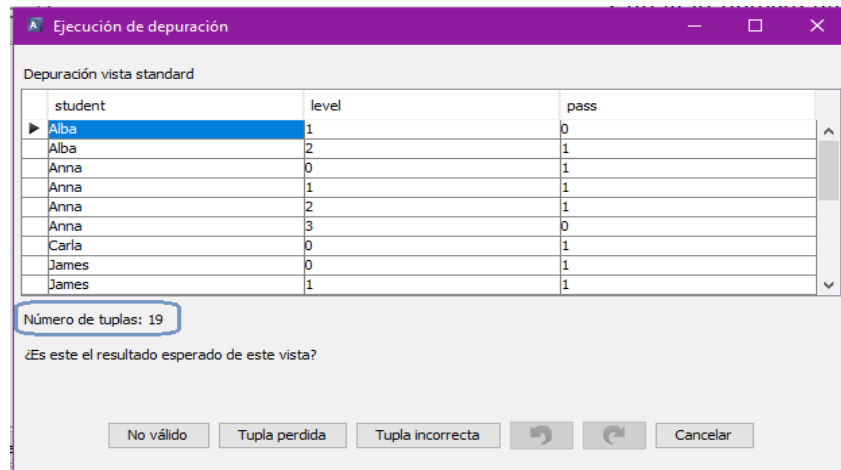 Ejecución de depuración
Depuración vista standard
student level pass
Alba 1 0
Alba 2 1
Anna 0 1
Anna 1 1
Anna 2 1
Anna 3 0
Carla 0 1
James 0 1
James 1 1
Número de tuplas: 19
¿Es este el resultado esperado de este vista?
No válido Tupla perdida Tupla incorrecta Cancelar